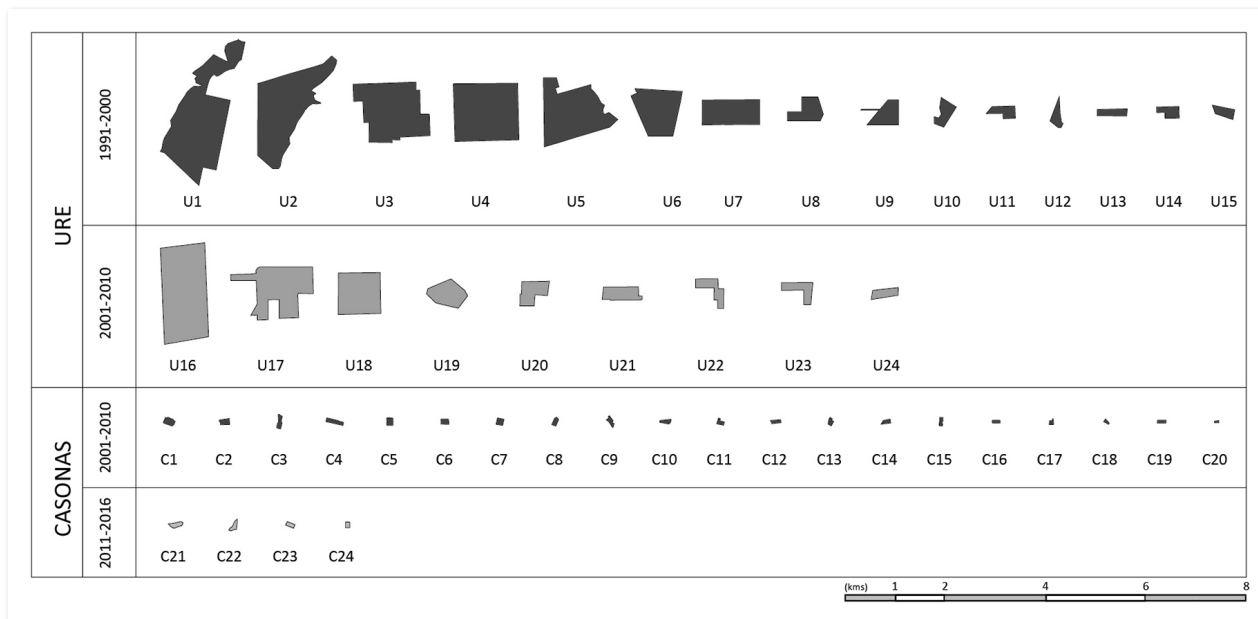 URE
1991-2000
U1 U2 U3 U4 U5 U6 U7 U8 U9 U10 U11 U12 U13 U14 U15
2001-2010
U16 U17 U18 U19 U20 U21 U22 U23 U24
CASONAS
2001-2010
C1 C2 C3 C4 C5 C6 C7 C8 C9 C10 C11 C12 C13 C14 C15 C16 C17 C18 C19 C20
2011-2016
C21 C22 C23 C24
(kms) 1 2 4 6 8